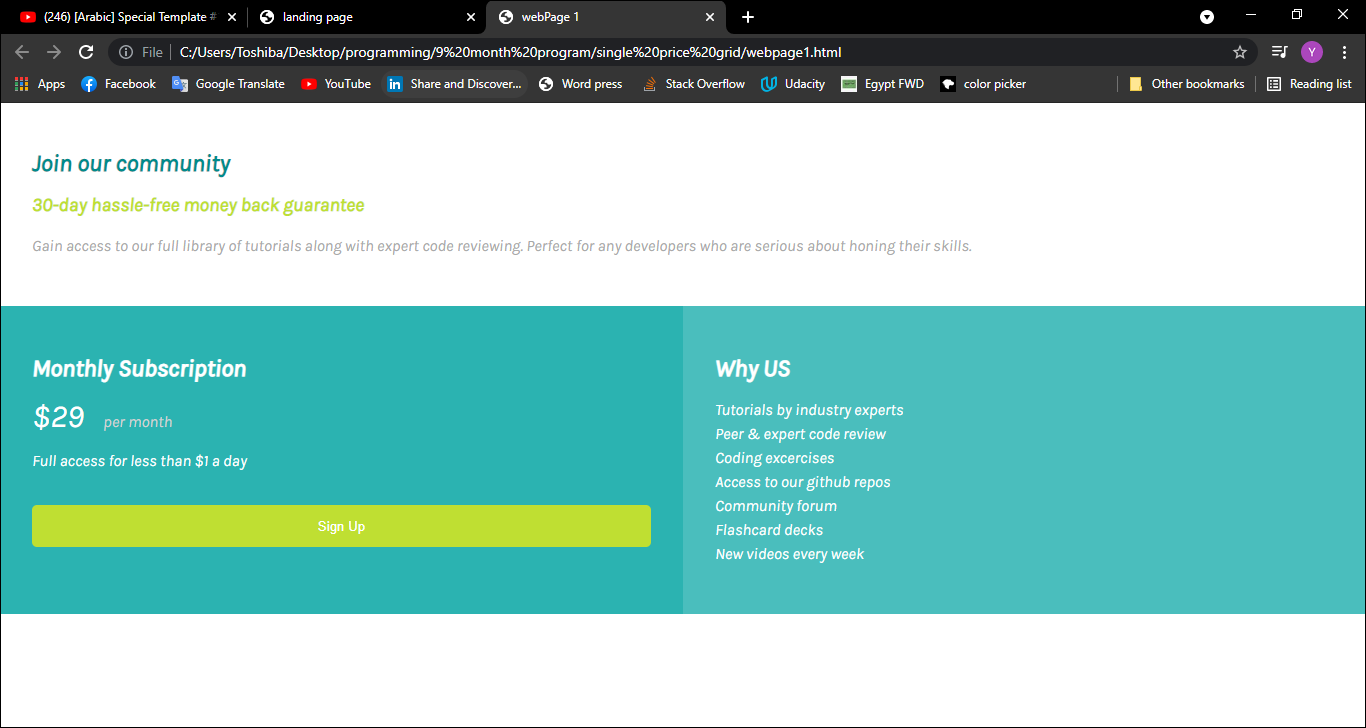 (246) [Arabic] Special Template #
landing page
webPage 1
File
C:/Users/Toshiba/Desktop/programming/9%20month%20program/single%20price%20grid/webpage1.html
Y
Apps
Facebook
Google Translate
YouTube
Share and Discover...
Word press
Stack Overflow
Udacity
Egypt FWD
color picker
Other bookmarks
Reading list
Join our community
30-day hassle-free money back guarantee
Gain access to our full library of tutorials along with expert code reviewing. Perfect for any developers who are serious about honing their skills.
Monthly Subscription
$29 per month
Full access for less than $1 a day
Sign Up
Why US
Tutorials by industry experts
Peer & expert code review
Coding excercises
Access to our github repos
Community forum
Flashcard decks
New videos every week